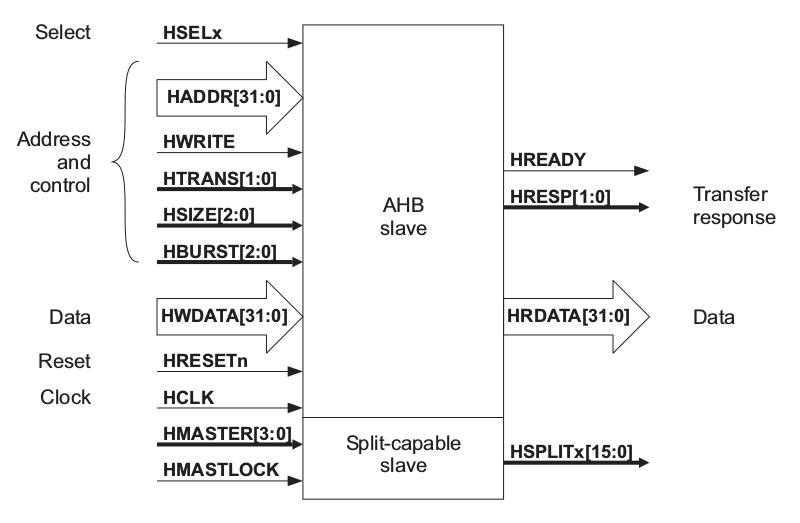 Select
HSELx
HADDR[31:0]
Address
and
control
HWRITE
HTRANS[1:0]
HSIZE[2:0]
HBURST[2:0]
Data
HWDATA[31:0]
Reset
HRESETn
Clock
HCLK
HMASTER[3:0]
HMASTLOCK
AHB
slave
Split-capable
slave
HREADY
HRESP[1:0]
Transfer
response
HRDATA[31:0]
Data
HSPLITx[15:0]